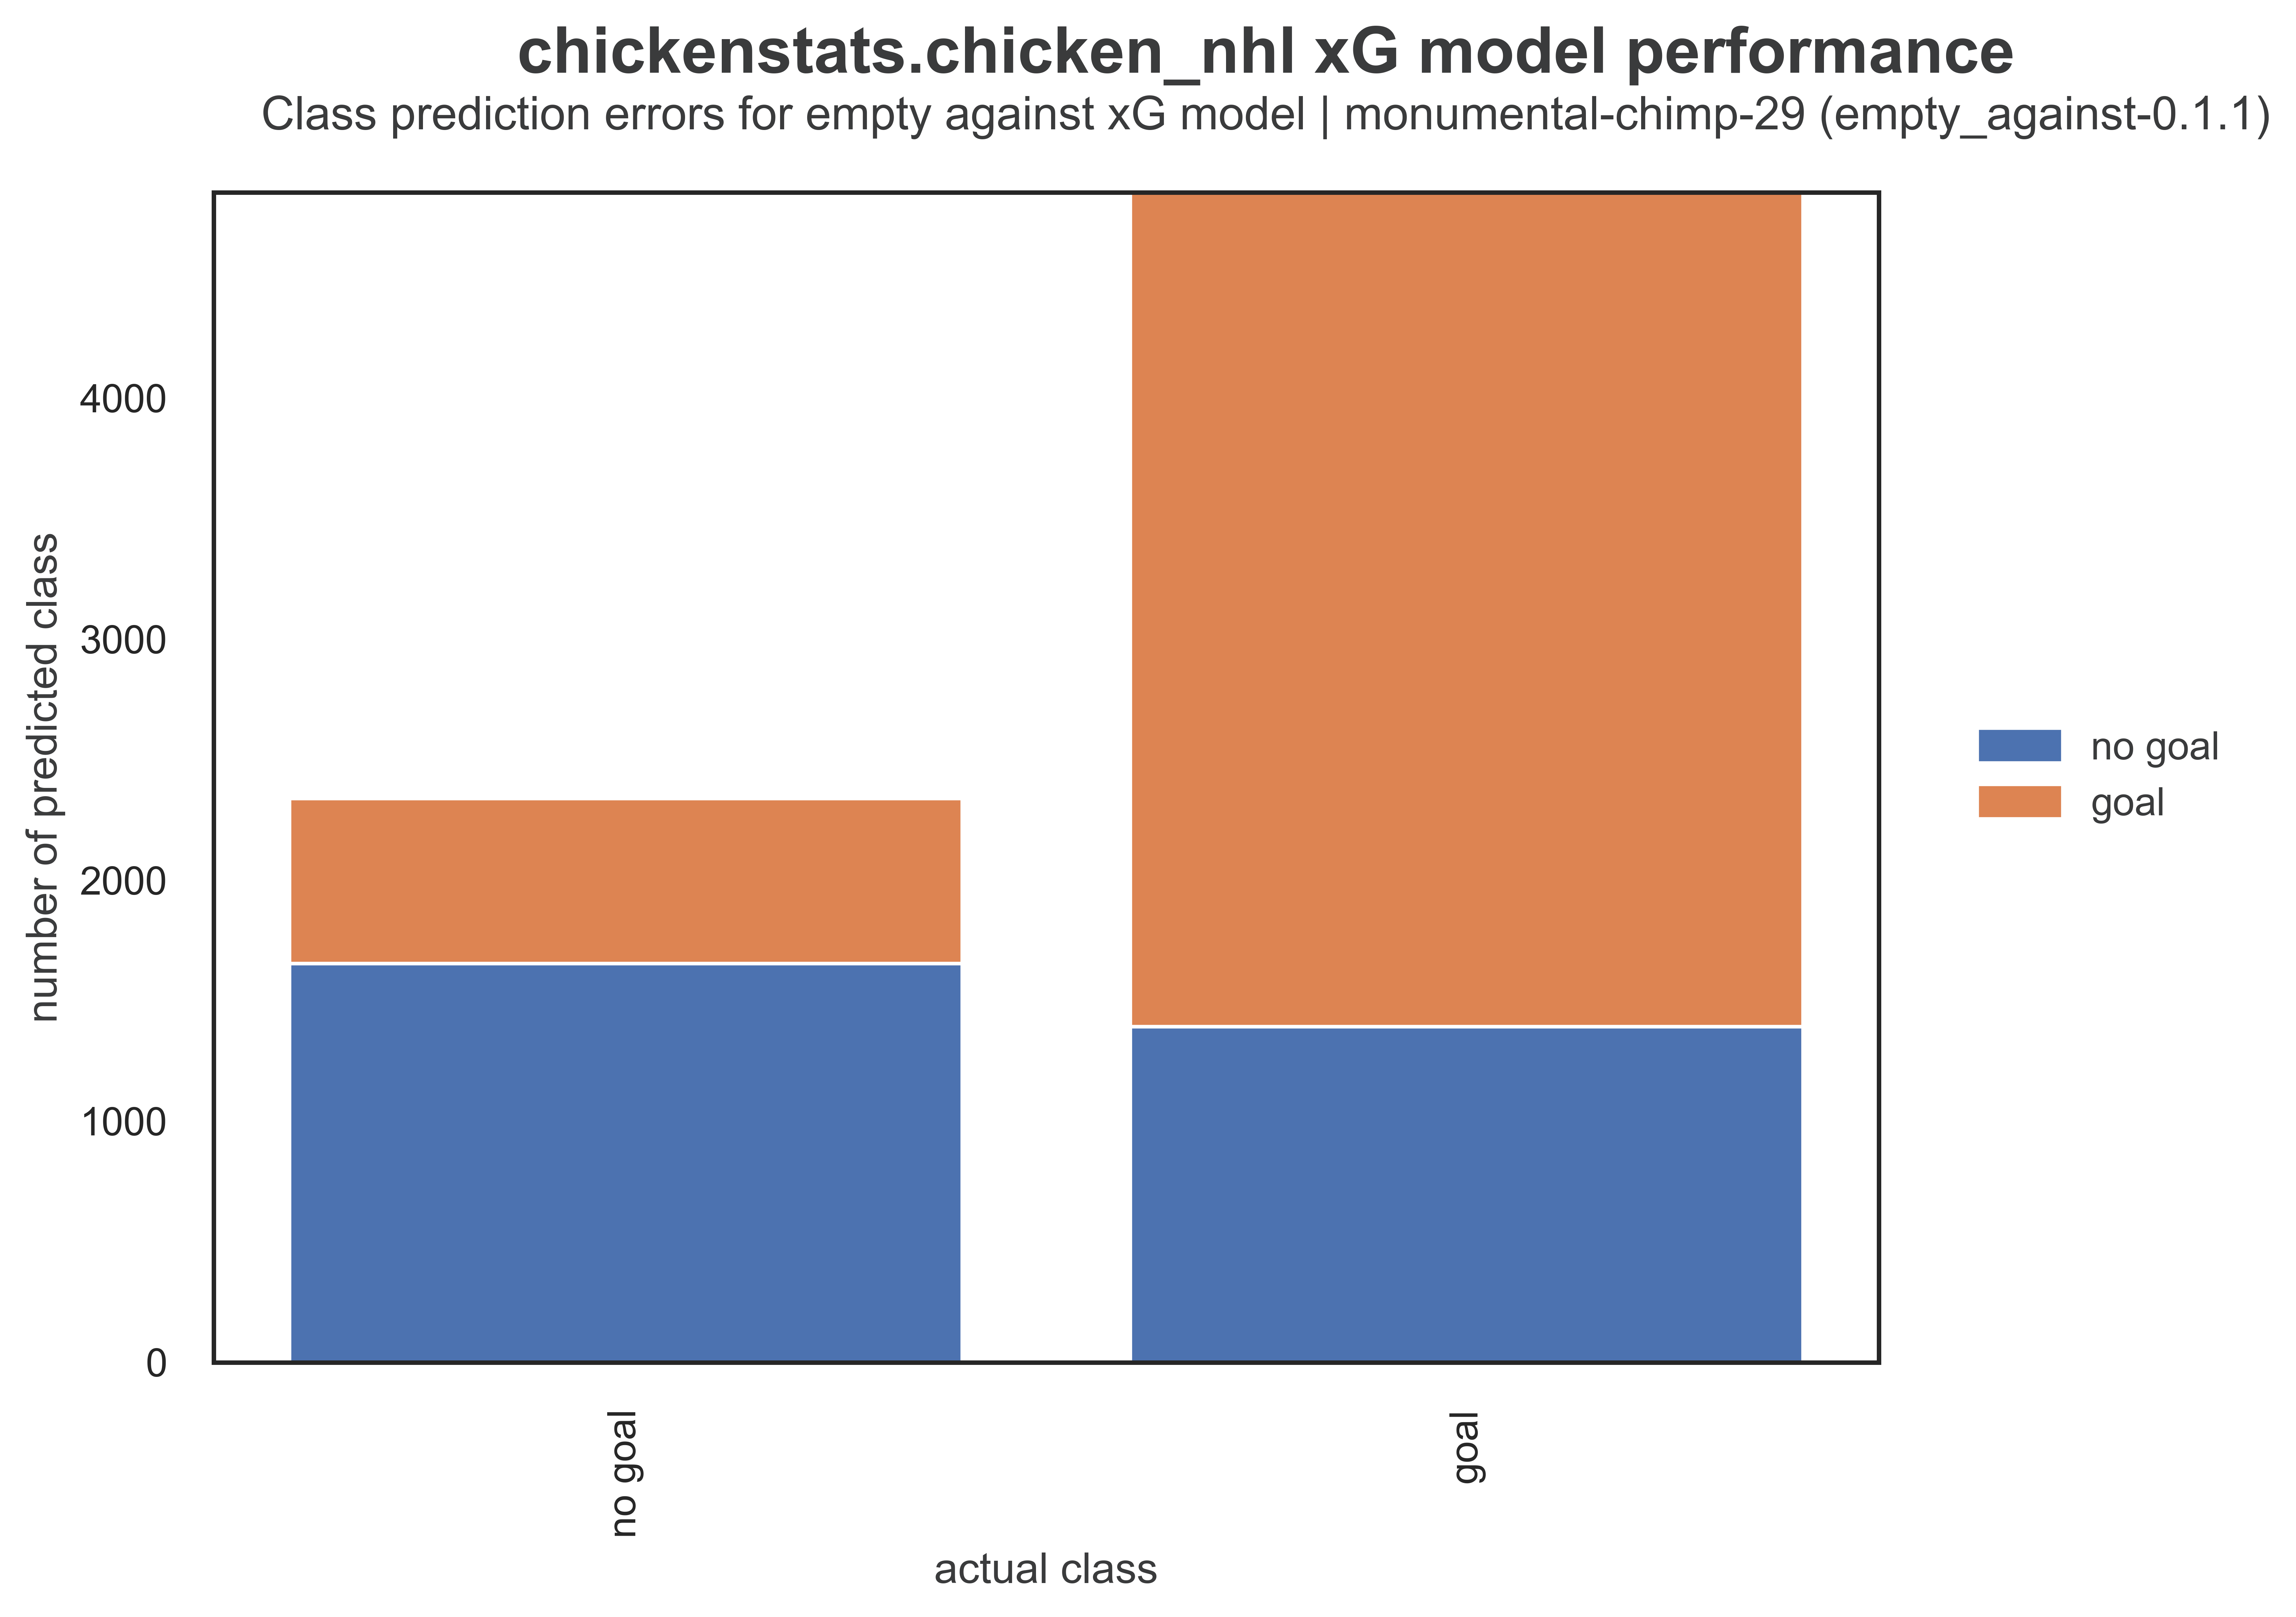 chickenstats.chicken_nhl xG model performance
Class prediction errors for empty against xG model | monumental-chimp-29 (empty_against-0.1.1)
number of predicted class
4000
3000
2000
1000
0
no goal
goal
actual class
no goal
goal